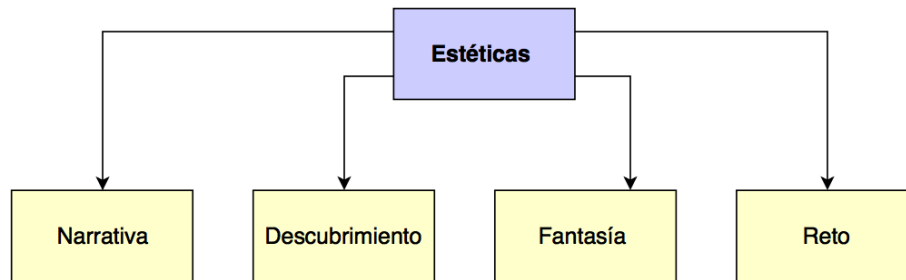 Estéticas
Narrativa
Descubrimiento
Fantasía
Reto